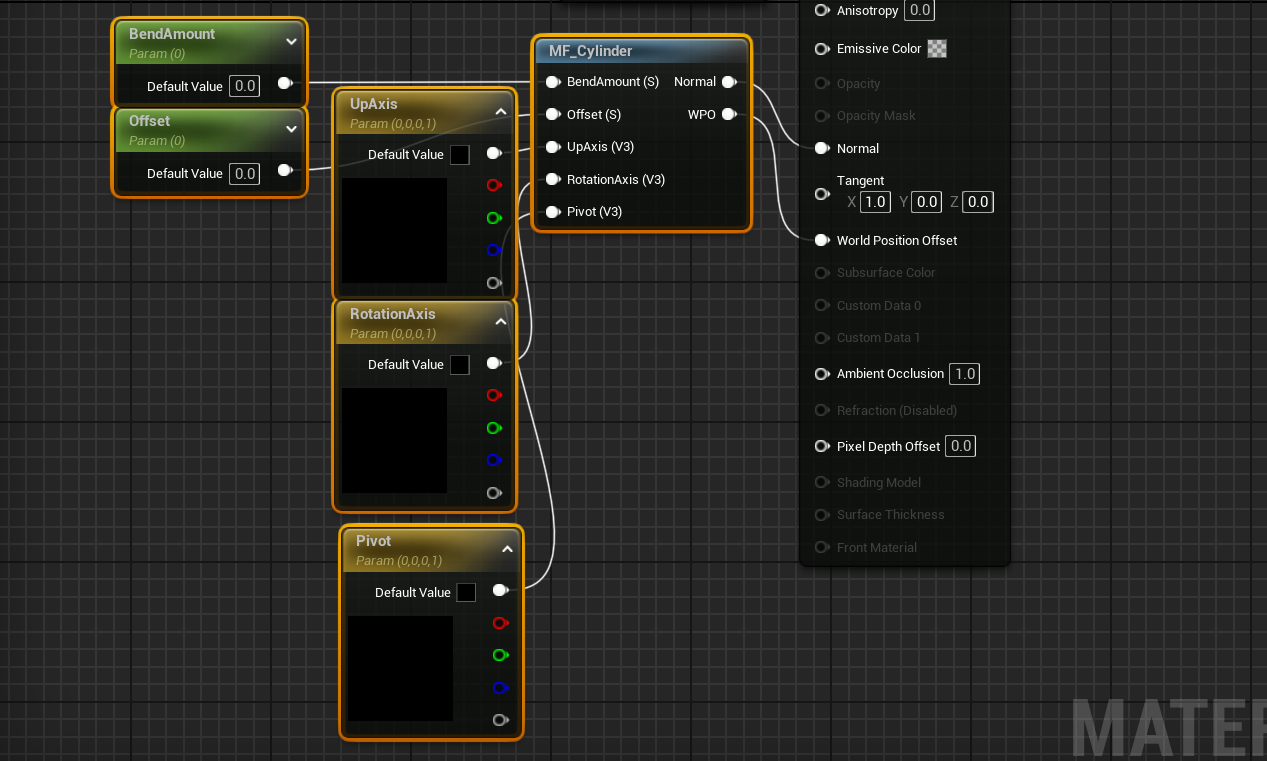 BendAmount
Param (0)
Default Value 0.0
Offset
Param (0)
Default Value 0.0
UpAxis
Param (0,0,0,1)
Default Value
RotationAxis
Param (0,0,0,1)
Default Value
Pivot
Param (0,0,0,1)
Default Value
MF_Cylinder
BendAmount (S) Normal
Offset (S) WPO
UpAxis (V3)
RotationAxis (V3)
Pivot (V3)
Anisotropy 0.0
Emissive Color
Opacity
Opacity Mask
Normal
Tangent
X 1.0 Y 0.0 Z 0.0
World Position Offset
Subsurface Color
Custom Data 0
Custom Data 1
Ambient Occlusion 1.0
Refraction (Disabled)
Pixel Depth Offset 0.0
Shading Model
Surface Thickness
Front Material
MATER